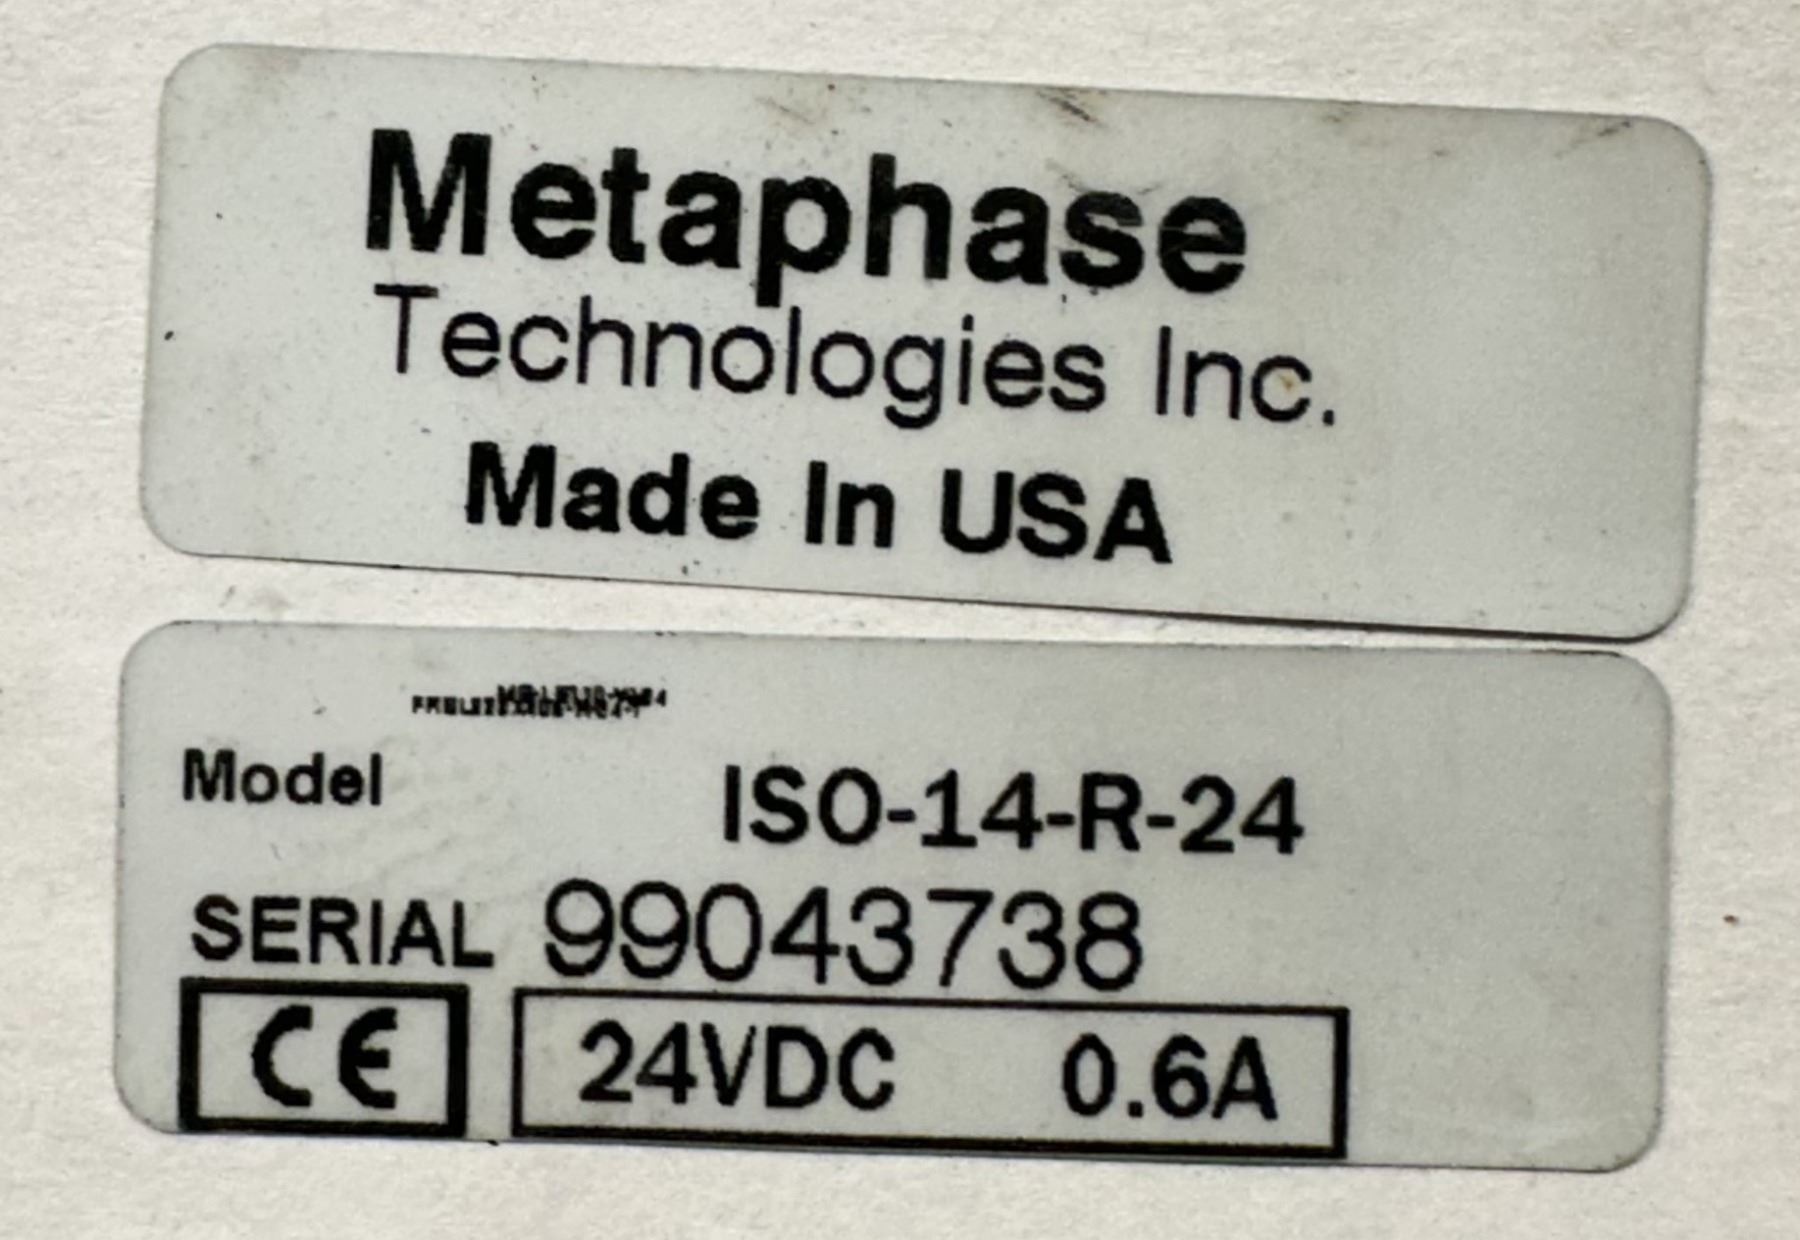 Metaphase
Technologies Inc.
Made In USA
Model ISO-14-R-24
SERIAL 99043738
CE 24VDC 0.6A